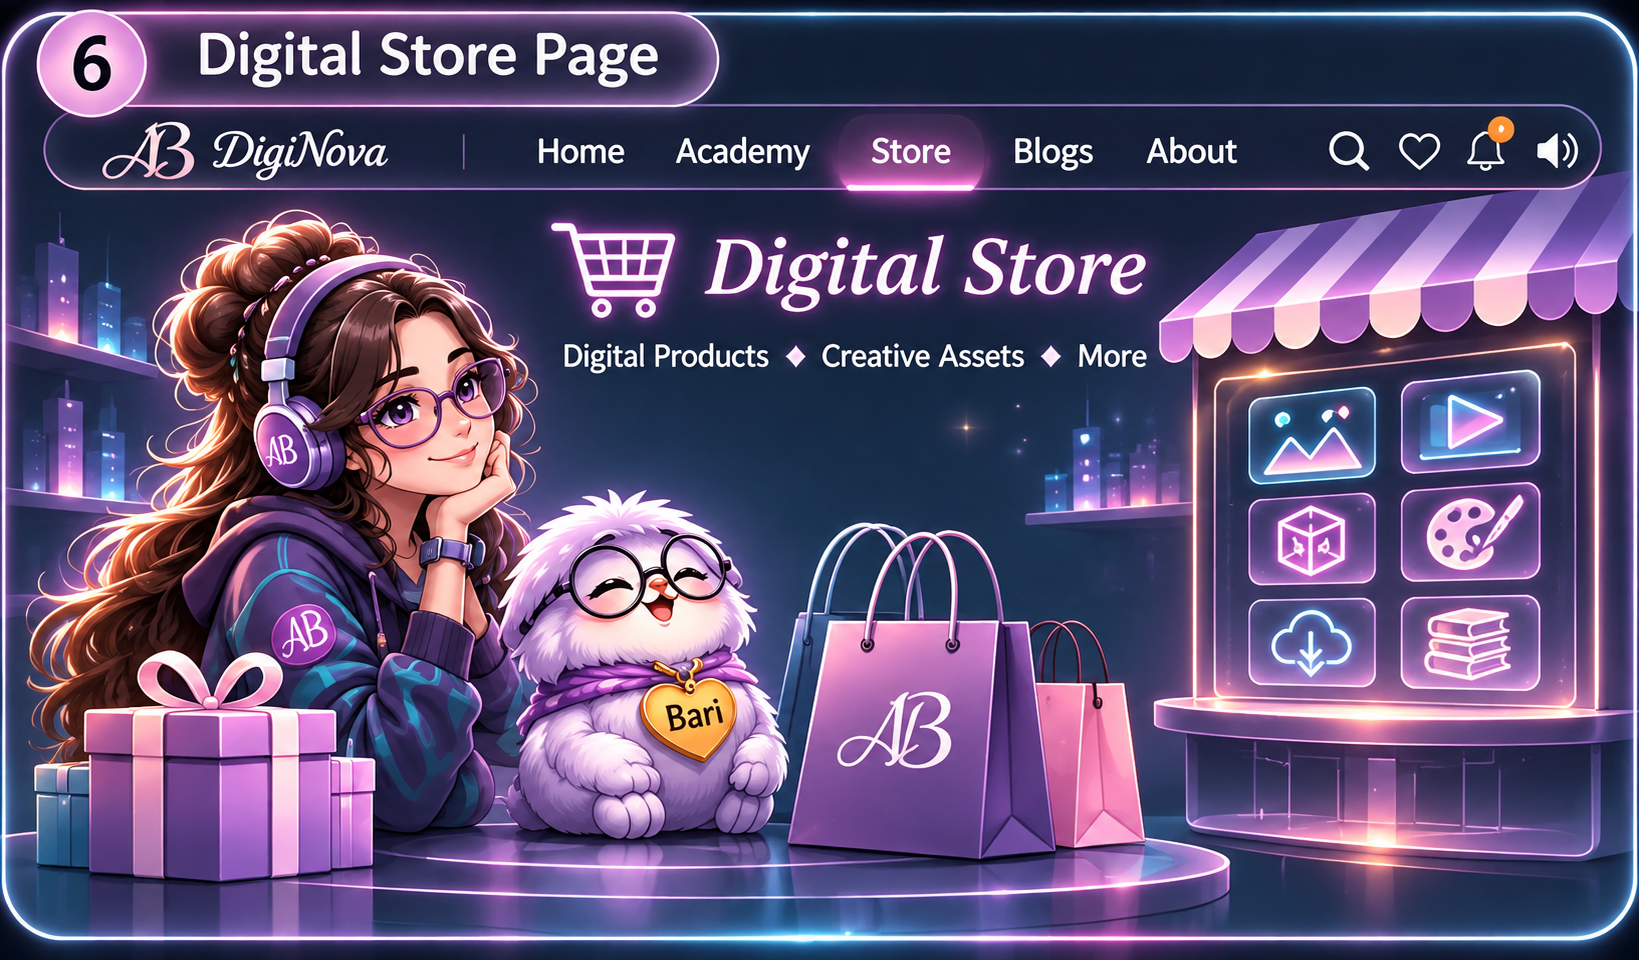 6 Digital Store Page
AB DigiNova Home Academy Store Blogs About
Digital Store
Digital Products ◆ Creative Assets ◆ More
AB
AB
Bari
AB